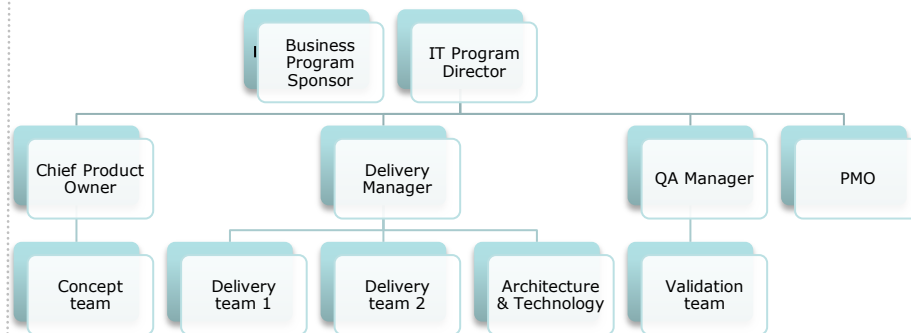 Business
Program
Sponsor
IT Program
Director
Chief Product
Owner
Delivery
Manager
QA Manager
PMO
Concept
team
Delivery
team 1
Delivery
team 2
Architecture
& Technology
Validation
team